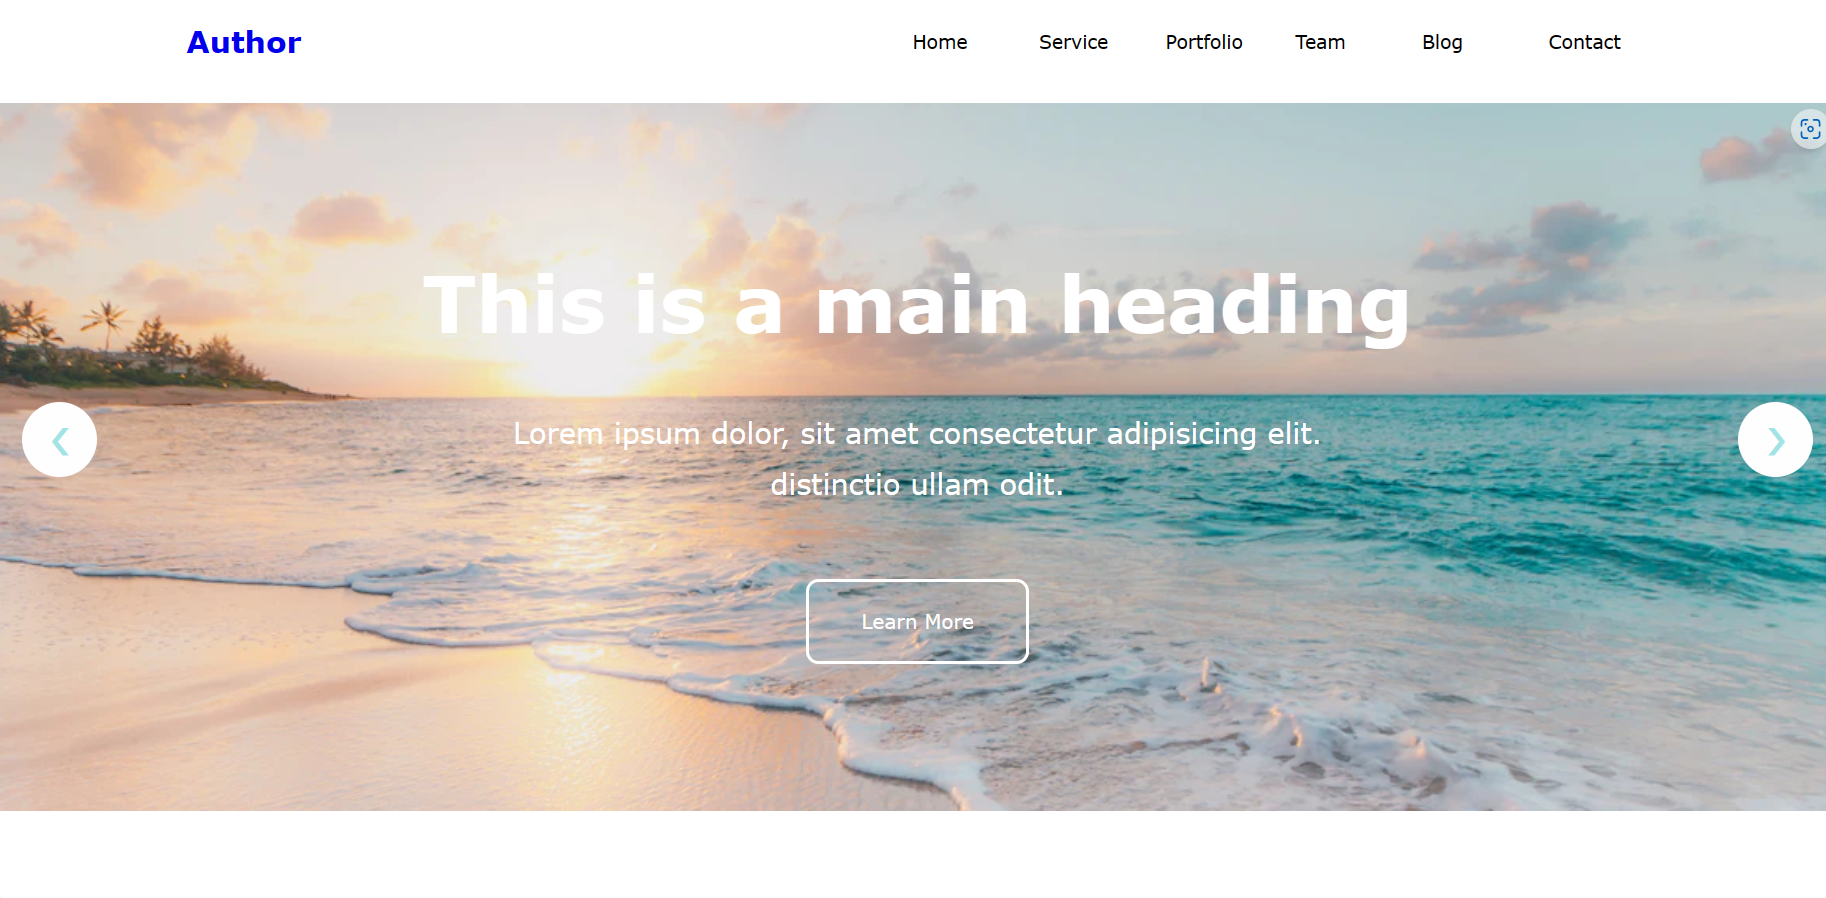 Author
Home Service Portfolio Team Blog Contact
This is a main heading
Lorem ipsum dolor, sit amet consectetur adipisicing elit.
distinctio ullam odit.
Learn More